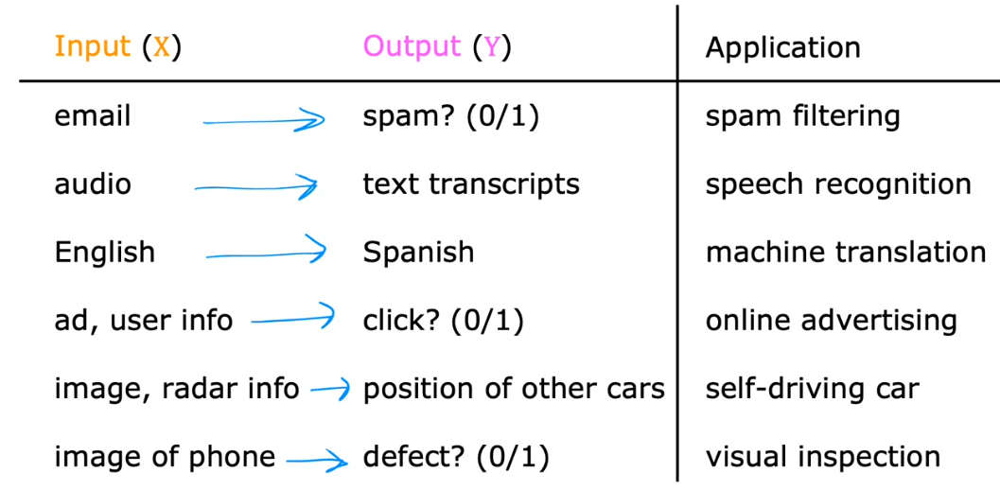 Input (X) Output (Y) Application
email spam? (0/1) spam filtering
audio text transcripts speech recognition
English Spanish machine translation
ad, user info click? (0/1) online advertising
image, radar info position of other cars self-driving car
image of phone defect? (0/1) visual inspection